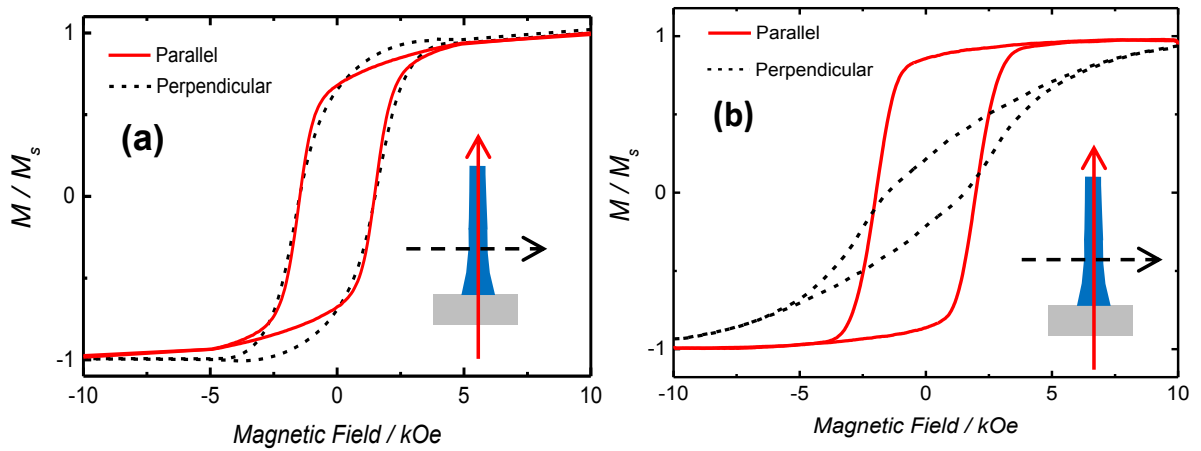 1
0
-1
M / Ms
Parallel
Perpendicular
(a)
-10
-5
0
5
10
Magnetic Field / kOe
1
0
-1
M / Ms
Parallel
Perpendicular
(b)
-10
-5
0
5
10
Magnetic Field / kOe